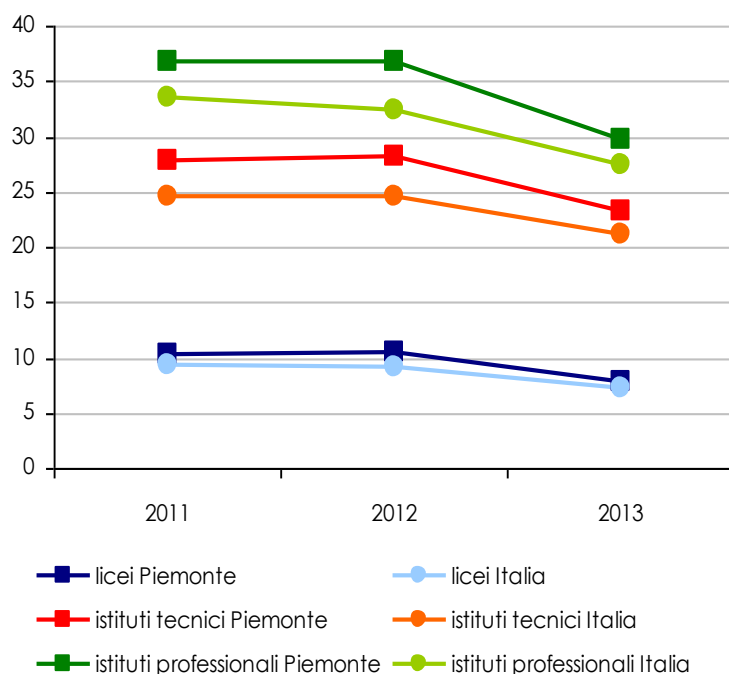 40
35
30
25
20
15
10
5
0
2011 2012 2013
licei Piemonte licei Italia
istituti tecnici Piemonte istituti tecnici Italia
istituti professionali Piemonte istituti professionali Italia